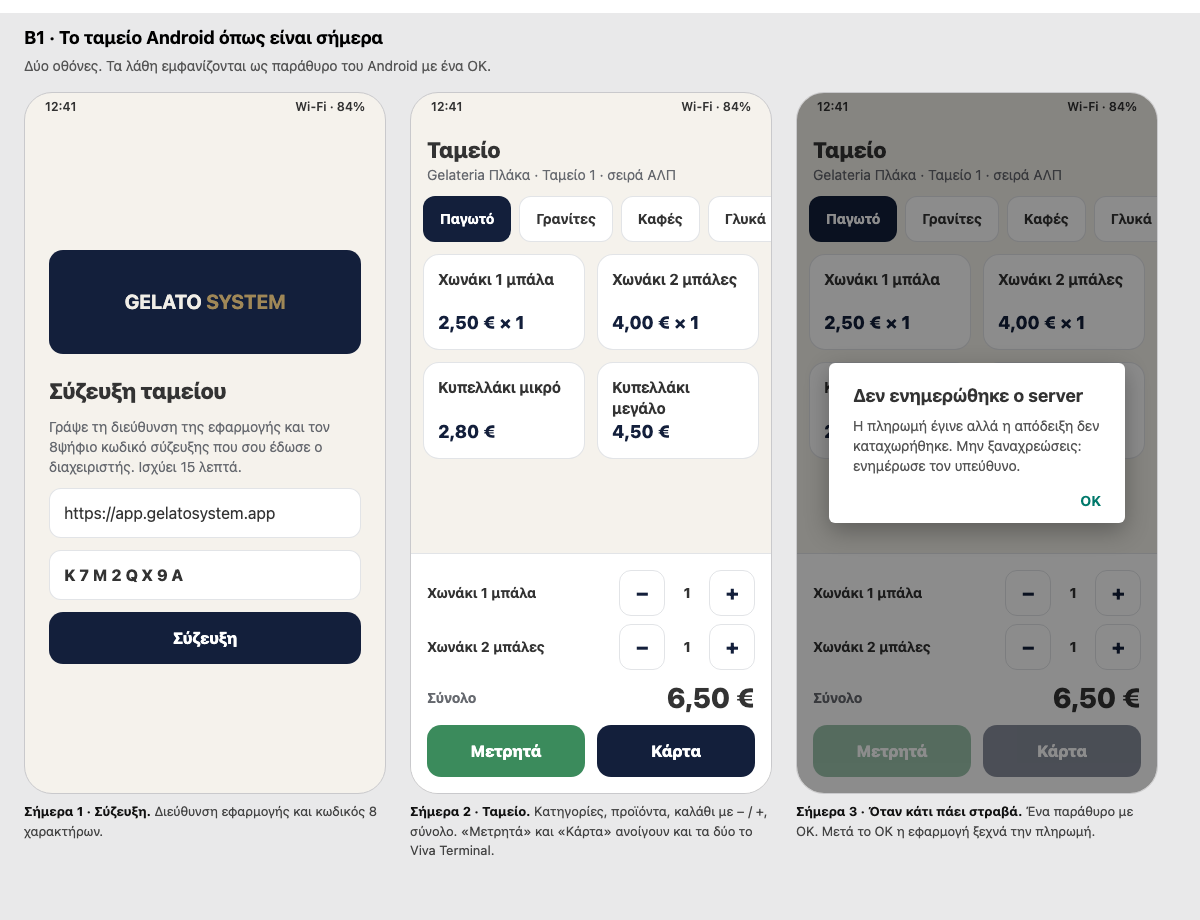 B1 · Το ταμείο Android όπως είναι σήμερα
Δύο οθόνες. Τα λάθη εμφανίζονται ως παράθυρο του Android με ένα OK.
12:41
Wi-Fi · 84%
GELATO SYSTEM
Σύζευξη ταμείου
Γράψε τη διεύθυνση της εφαρμογής και τον
8ψήφιο κωδικό σύζευξης που σου έδωσε ο
διαχειριστής. Ισχύει 15 λεπτά.
https://app.gelatosystem.app
K7M2QX9A
Σύζευξη
Σήμερα 1 · Σύζευξη. Διεύθυνση εφαρμογής και κωδικός 8
χαρακτήρων.
12:41
Wi-Fi · 84%
Ταμείο
Gelateria Πλάκα · Ταμείο 1 · σειρά ΑΛΠ
Παγωτό
Γρανίτες
Καφές
Γλυκά
Χωνάκι 1 μπάλα
2,50 € × 1
Χωνάκι 2 μπάλες
4,00 € × 1
Κυπελλάκι μικρό
2,80 €
Κυπελλάκι
μεγάλο
4,50 €
Χωνάκι 1 μπάλα
− 1 +
Χωνάκι 2 μπάλες
− 1 +
Σύνολο
6,50 €
Μετρητά
Κάρτα
Σήμερα 2 · Ταμείο. Κατηγορίες, προϊόντα, καλάθι με – / +,
σύνολο. «Μετρητά» και «Κάρτα» ανοίγουν και τα δύο το
Viva Terminal.
12:41
Wi-Fi · 84%
Ταμείο
Gelateria Πλάκα · Ταμείο 1 · σειρά ΑΛΠ
Παγωτό
Γρανίτες
Καφές
Γλυκά
Χωνάκι 1 μπάλα
2,50 € × 1
Χωνάκι 2 μπάλες
4,00 € × 1
Δεν ενημερώθηκε ο server
Η πληρωμή έγινε αλλά η απόδειξη δεν
καταχωρήθηκε. Μην ξαναχρεώσεις:
ενημέρωσε τον υπεύθυνο.
OK
Χωνάκι 1 μπάλα
− 1 +
Χωνάκι 2 μπάλες
− 1 +
Σύνολο
6,50 €
Μετρητά
Κάρτα
Σήμερα 3 · Όταν κάτι πάει στραβά. Ένα παράθυρο με
OK. Μετά το OK η εφαρμογή ξεχνά την πληρωμή.